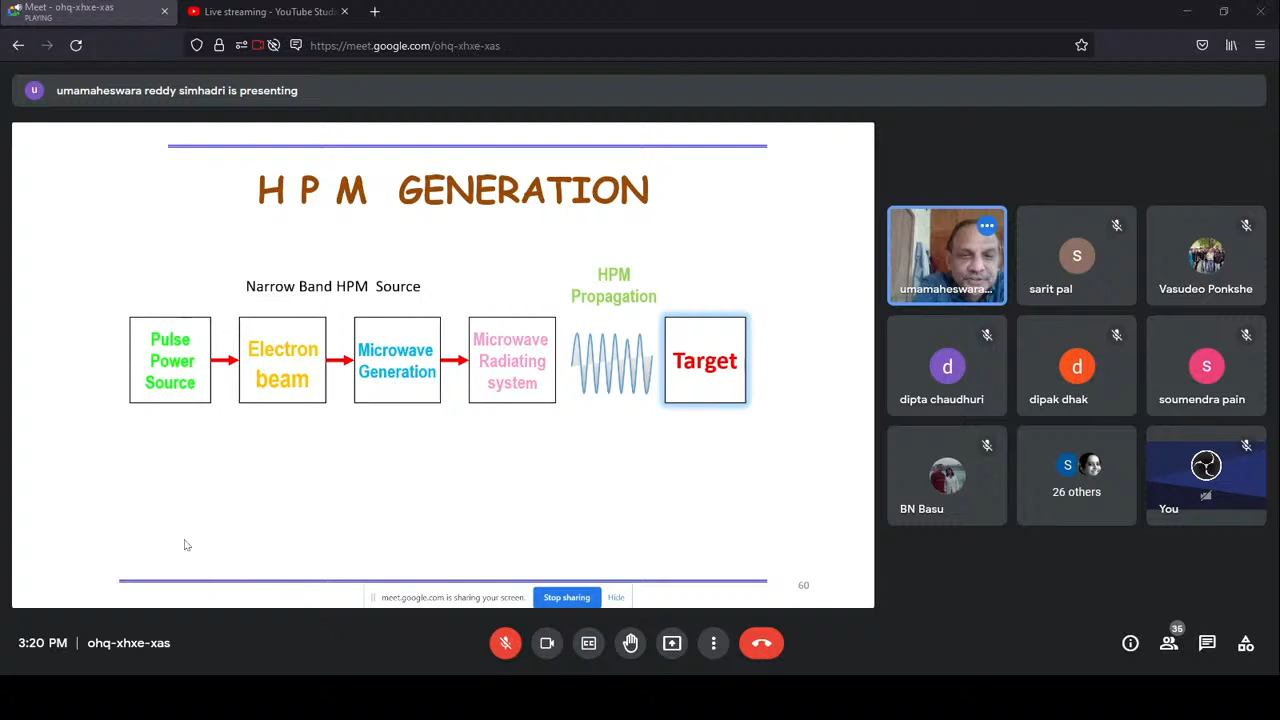 Meet - ohq-xhxe-xas
PLAYING
Live streaming - YouTube Stud
https://meet.google.com/ohq-xhxe-xas
u
umamaheswara reddy simhadri is presenting
H P M GENERATION
Narrow Band HPM Source
HPM
Propagation
Pulse
Power
Source
Electron
beam
Microwave
Generation
Microwave
Radiating
system
Target
60
meet.google.com is sharing your screen.
Stop sharing
Hide
umamaheswara...
s
sarit pal
Vasudeo Ponkshe
d
dipta chaudhuri
d
dipak dhak
s
soumendra pain
BN Basu
S
26 others
You
3:20 PM | ohq-xhxe-xas
35